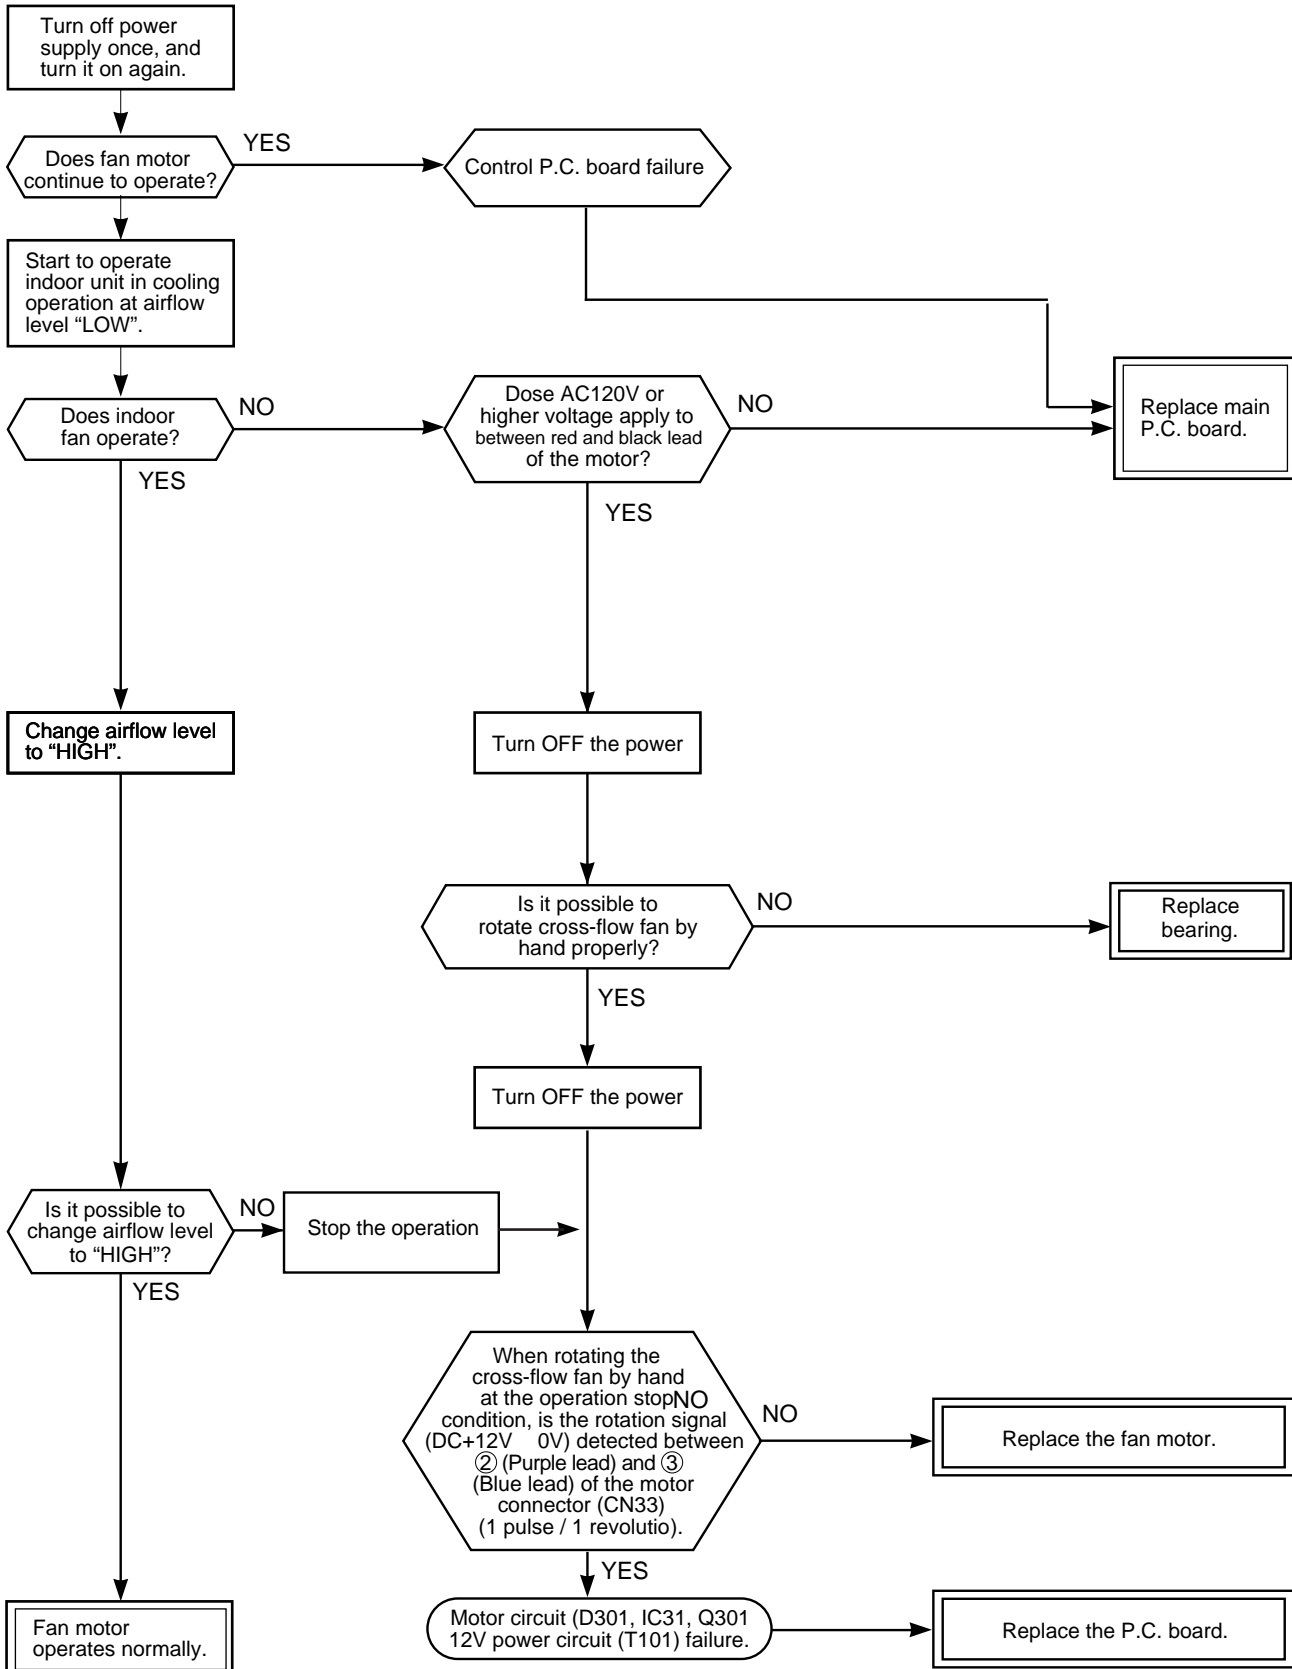 Turn off power
supply once, and
turn it on again.
Does fan motor
continue to operate?
YES
Control P.C. board failure
Start to operate
indoor unit in cooling
operation at airflow
level “LOW”.
Does indoor
fan operate?
NO
YES
Dose AC120V or
higher voltage apply to
between red and black lead
of the motor?
NO
YES
Replace main
P.C. board.
Change airflow level
to “HIGH”.
Turn OFF the power
Is it possible to
rotate cross-flow fan by
hand properly?
NO
YES
Replace
bearing.
Turn OFF the power
Is it possible to
change airflow level
to “HIGH”?
NO
YES
Stop the operation
When rotating the
cross-flow fan by hand
at the operation stopNO
condition, is the rotation signal
(DC+12V 0V) detected between
② (Purple lead) and ③
(Blue lead) of the motor
connector (CN33)
(1 pulse / 1 revolutio).
NO
YES
Replace the fan motor.
Fan motor
operates normally.
Motor circuit (D301, IC31, Q301
12V power circuit (T101) failure.
Replace the P.C. board.